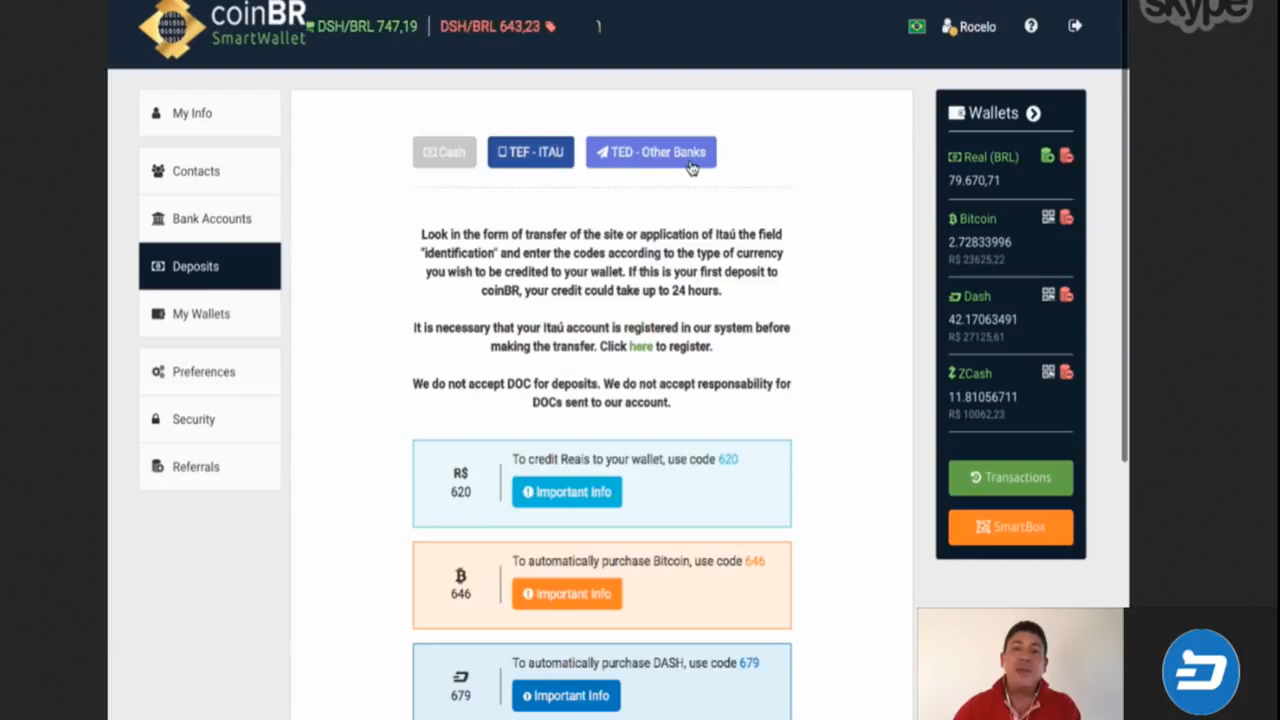 skype
coinBR
SmartWallet
DSH/BRL 747,19
DSH/BRL 643,23
Rocelo
My Info
Contacts
Bank Accounts
Deposits
My Wallets
Preferences
Security
Referrals
Cash
TEF - ITAU
TED - Other Banks
Look in the form of transfer of the site or application of Itaú the field
"identification" and enter the codes according to the type of currency
you wish to be credited to your wallet. If this is your first deposit to
coinBR, your credit could take up to 24 hours.
It is necessary that your Itaú account is registered in our system before
making the transfer. Click here to register.
We do not accept DOC for deposits. We do not accept responsability for
DOCs sent to our account.
R$
620
To credit Reais to your wallet, use code 620
Important Info
646
To automatically purchase Bitcoin, use code 646
Important Info
679
To automatically purchase DASH, use code 679
Important Info
Wallets
Real (BRL)
79.670,71
Bitcoin
2.72833996
R$ 23625,22
Dash
42.17063491
R$ 27125,61
ZCash
11.81056711
R$ 10062,23
Transactions
SmartBox